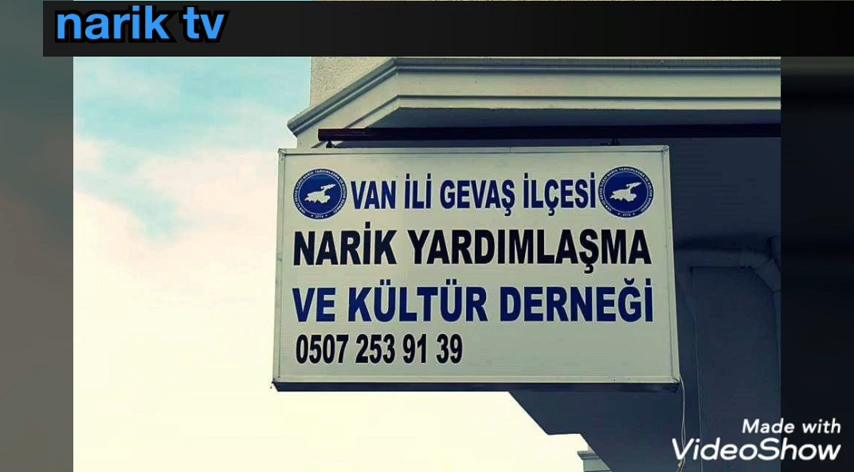 narik tv
VAN İLİ GEVAŞ İLÇESİ
NARİK YARDIMLAŞMA
VE KÜLTÜR DERNEĞİ
0507 253 91 39
Made with
VideoShow